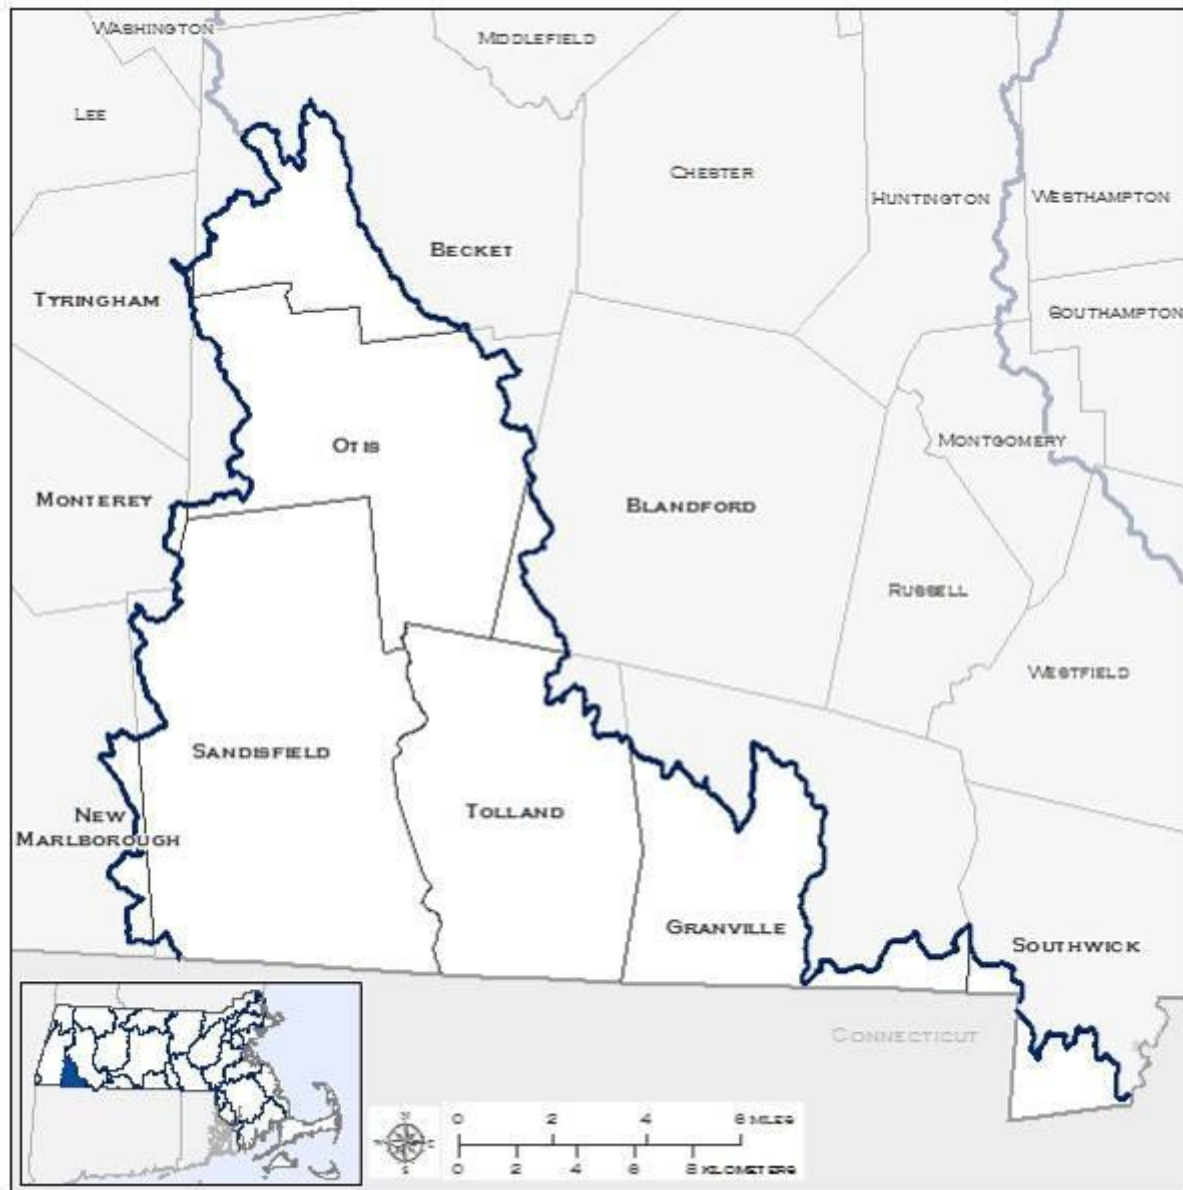 WASHINGTON
MIDDLEFIELD
LEE
CHESTER
HUNTINGTON
WESTHAMPTON
BECKET
TYRINGHAM
SOUTHAMPTON
OTIS
MONTGOMERY
MONTEREY
BLANDFORD
RUSSELL
WESTFIELD
SANDISFIELD
NEW
MARLBOROUGH
TOLLAND
GRANVILLE
SOUTHWICK
CONNECTICUT
0 2 4 6 MILES
0 2 4 6 8 KILOMETERS